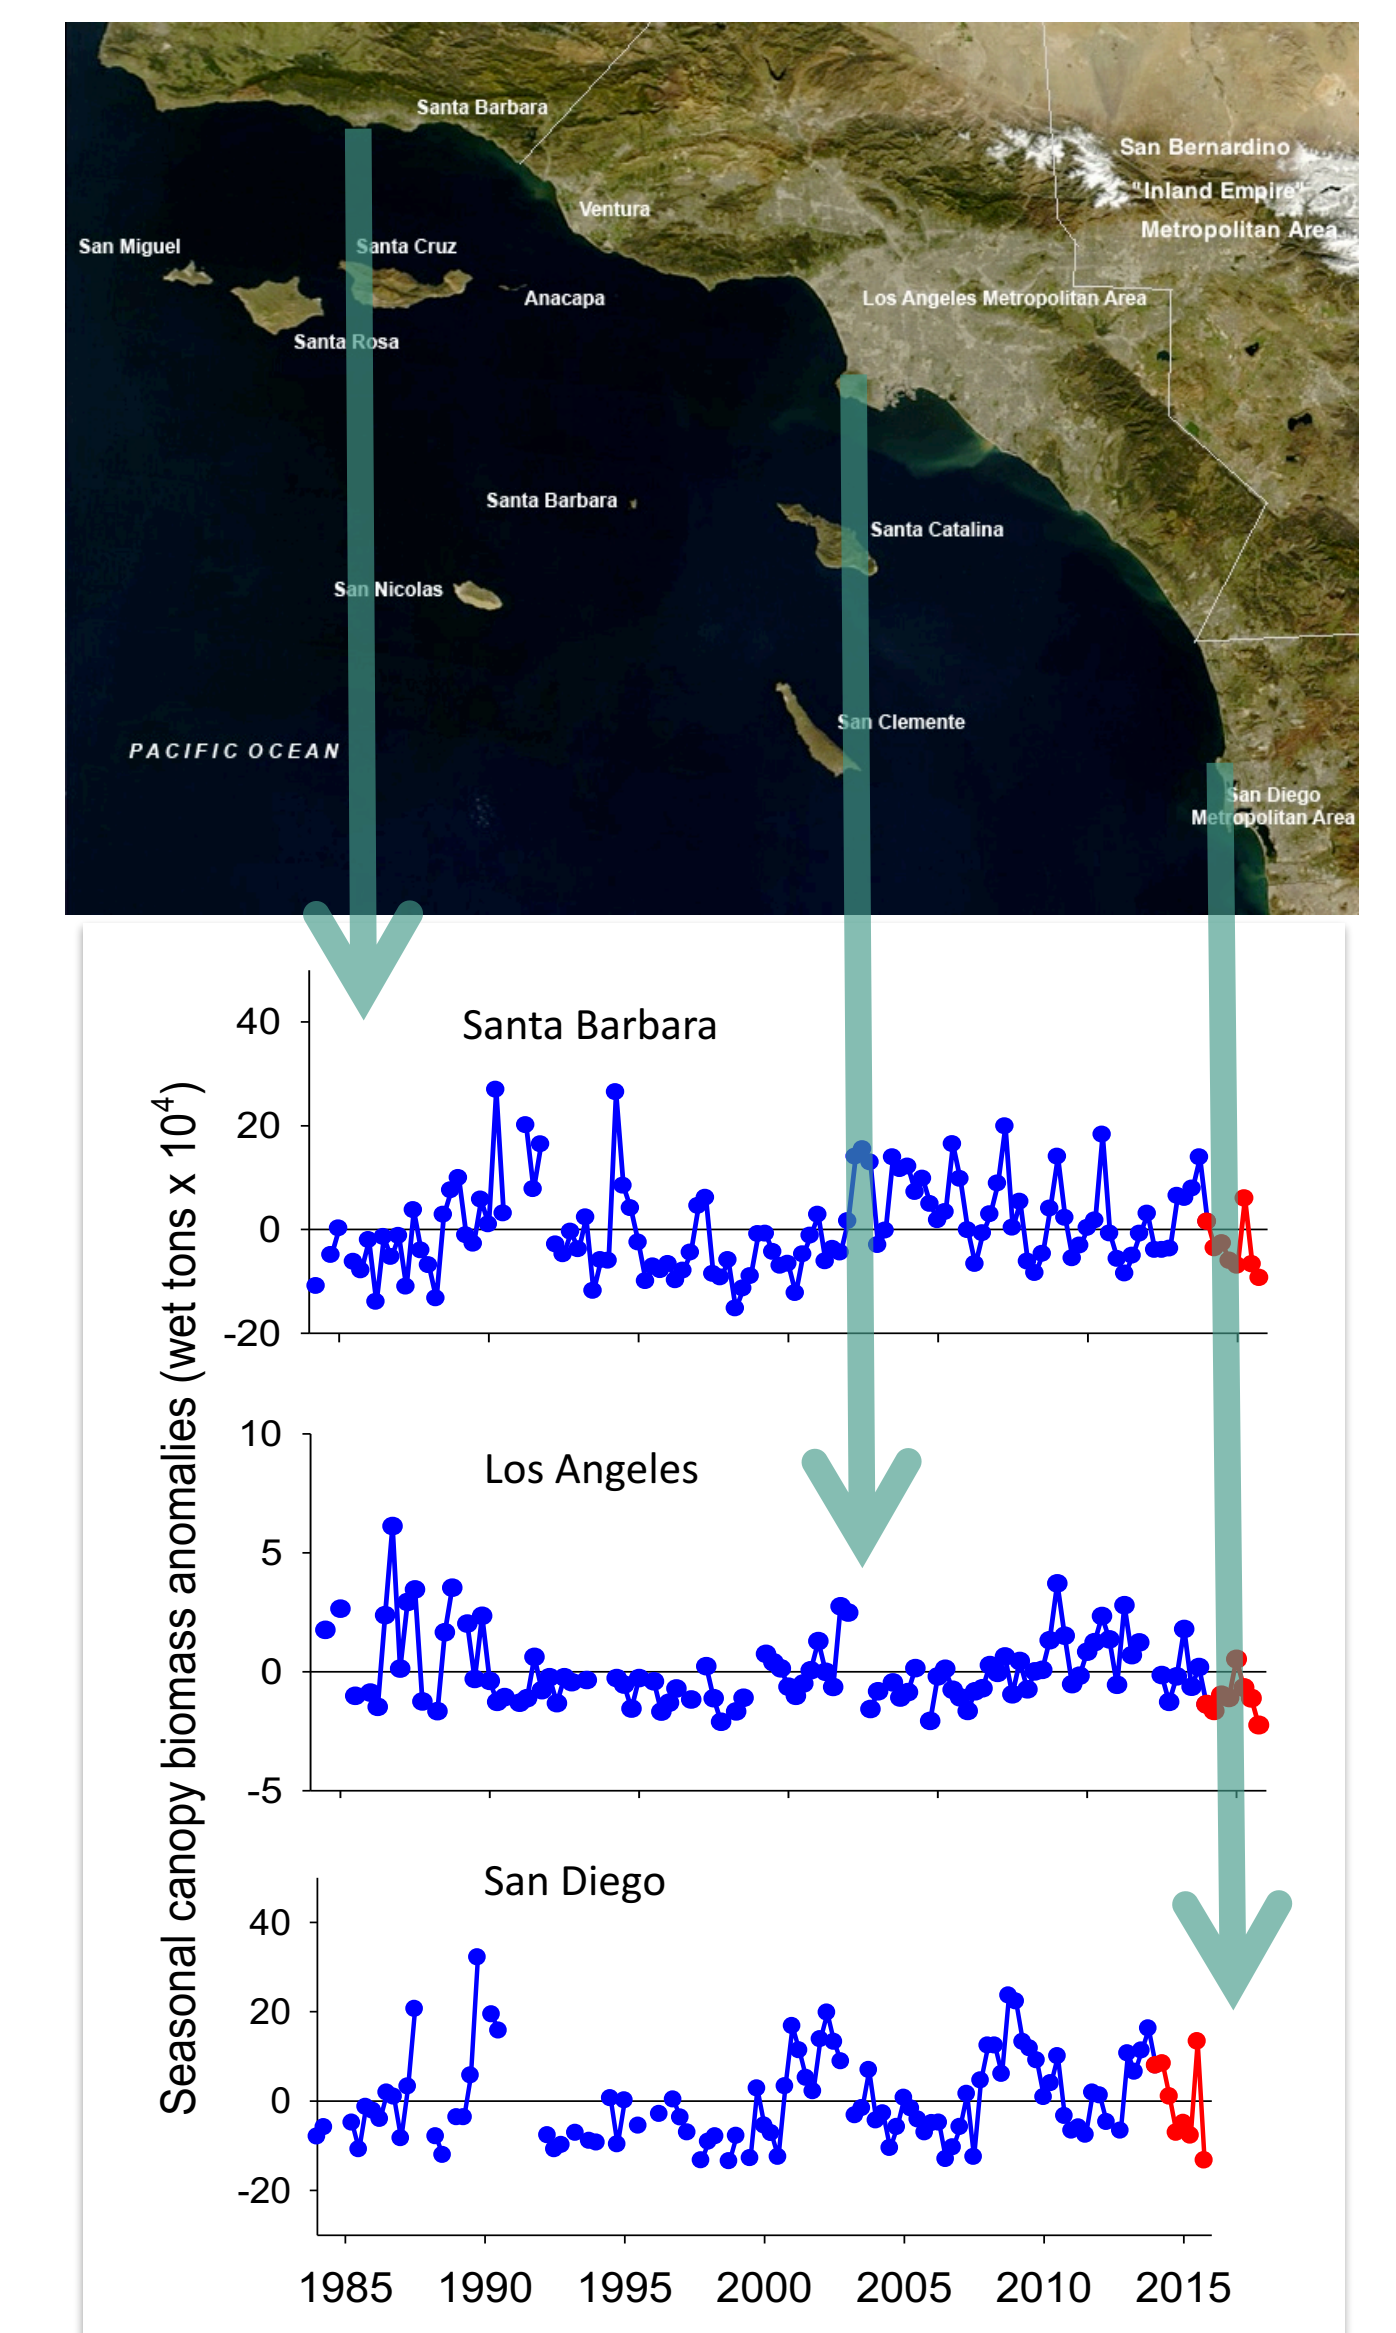 Santa Barbara
San Bernardino
"Inland Empire"
Metropolitan Area
Ventura
San Miguel
Santa Cruz
Anacapa
Los Angeles Metropolitan Area
Santa Rosa
Santa Barbara
Santa Catalina
San Nicolas
San Clemente
PACIFIC OCEAN
San Diego
Metropolitan Area
Seasonal canopy biomass anomalies (wet tons x 10⁴)
Santa Barbara
40
20
0
-20
Los Angeles
10
5
0
-5
San Diego
40
20
0
-20
1985 1990 1995 2000 2005 2010 2015